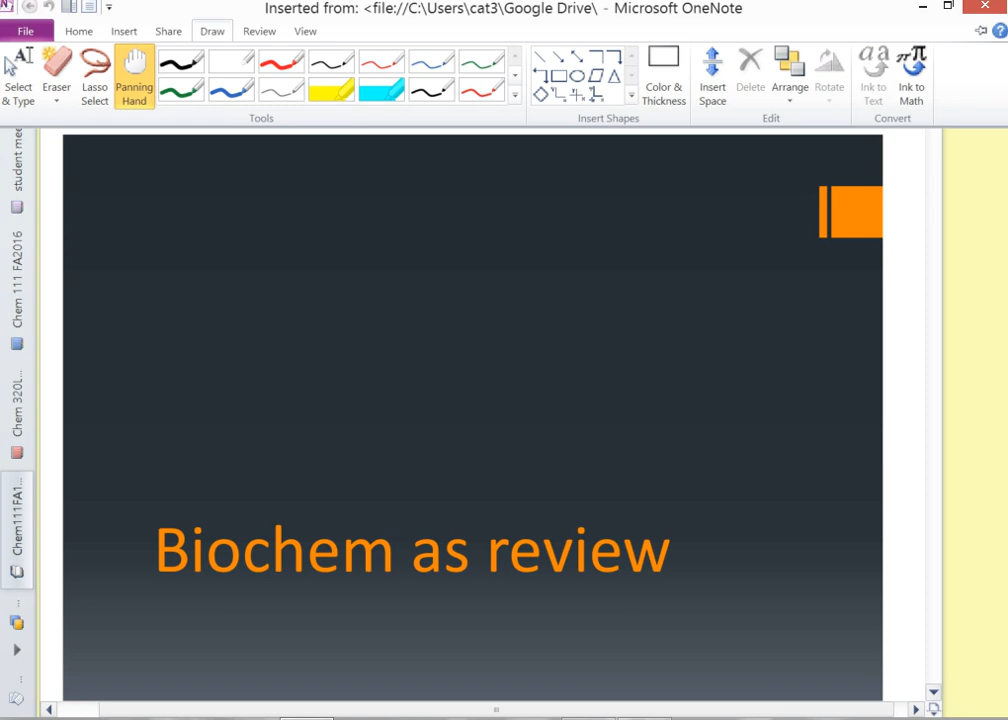 Inserted from: <file://C:\Users\cat3\Google Drive\ - Microsoft OneNote
File Home Insert Share Draw Review View
Select & Type
Eraser
Lasso Select
Panning Hand
Color & Thickness
Insert Space
Delete
Arrange
Rotate
Ink to Text
Ink to Math
Tools
Insert Shapes
Edit
Convert
student mee
Chem 111 FA2016
Chem 320L...
Chem111FA1...
Biochem as review